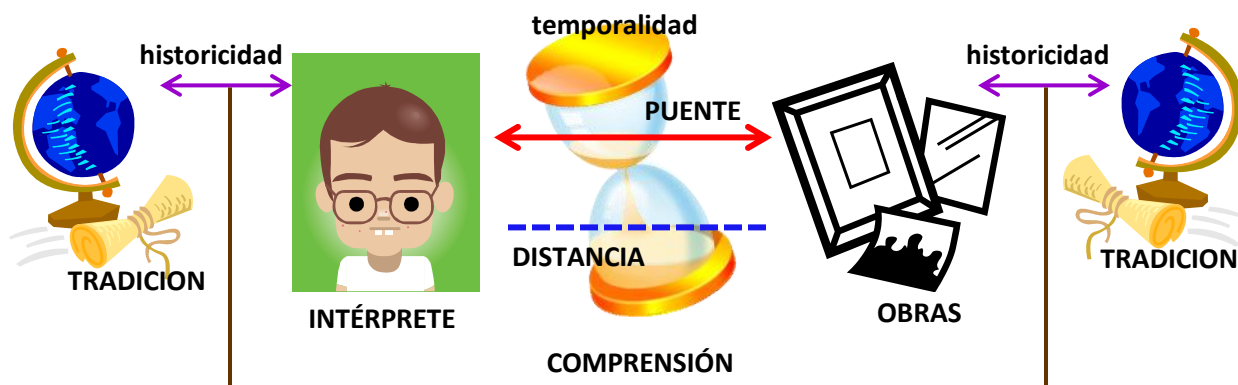 temporalidad
historicidad
historicidad
PUENTE
DISTANCIA
TRADICION
TRADICION
INTÉRPRETE
OBRAS
COMPRENSIÓN